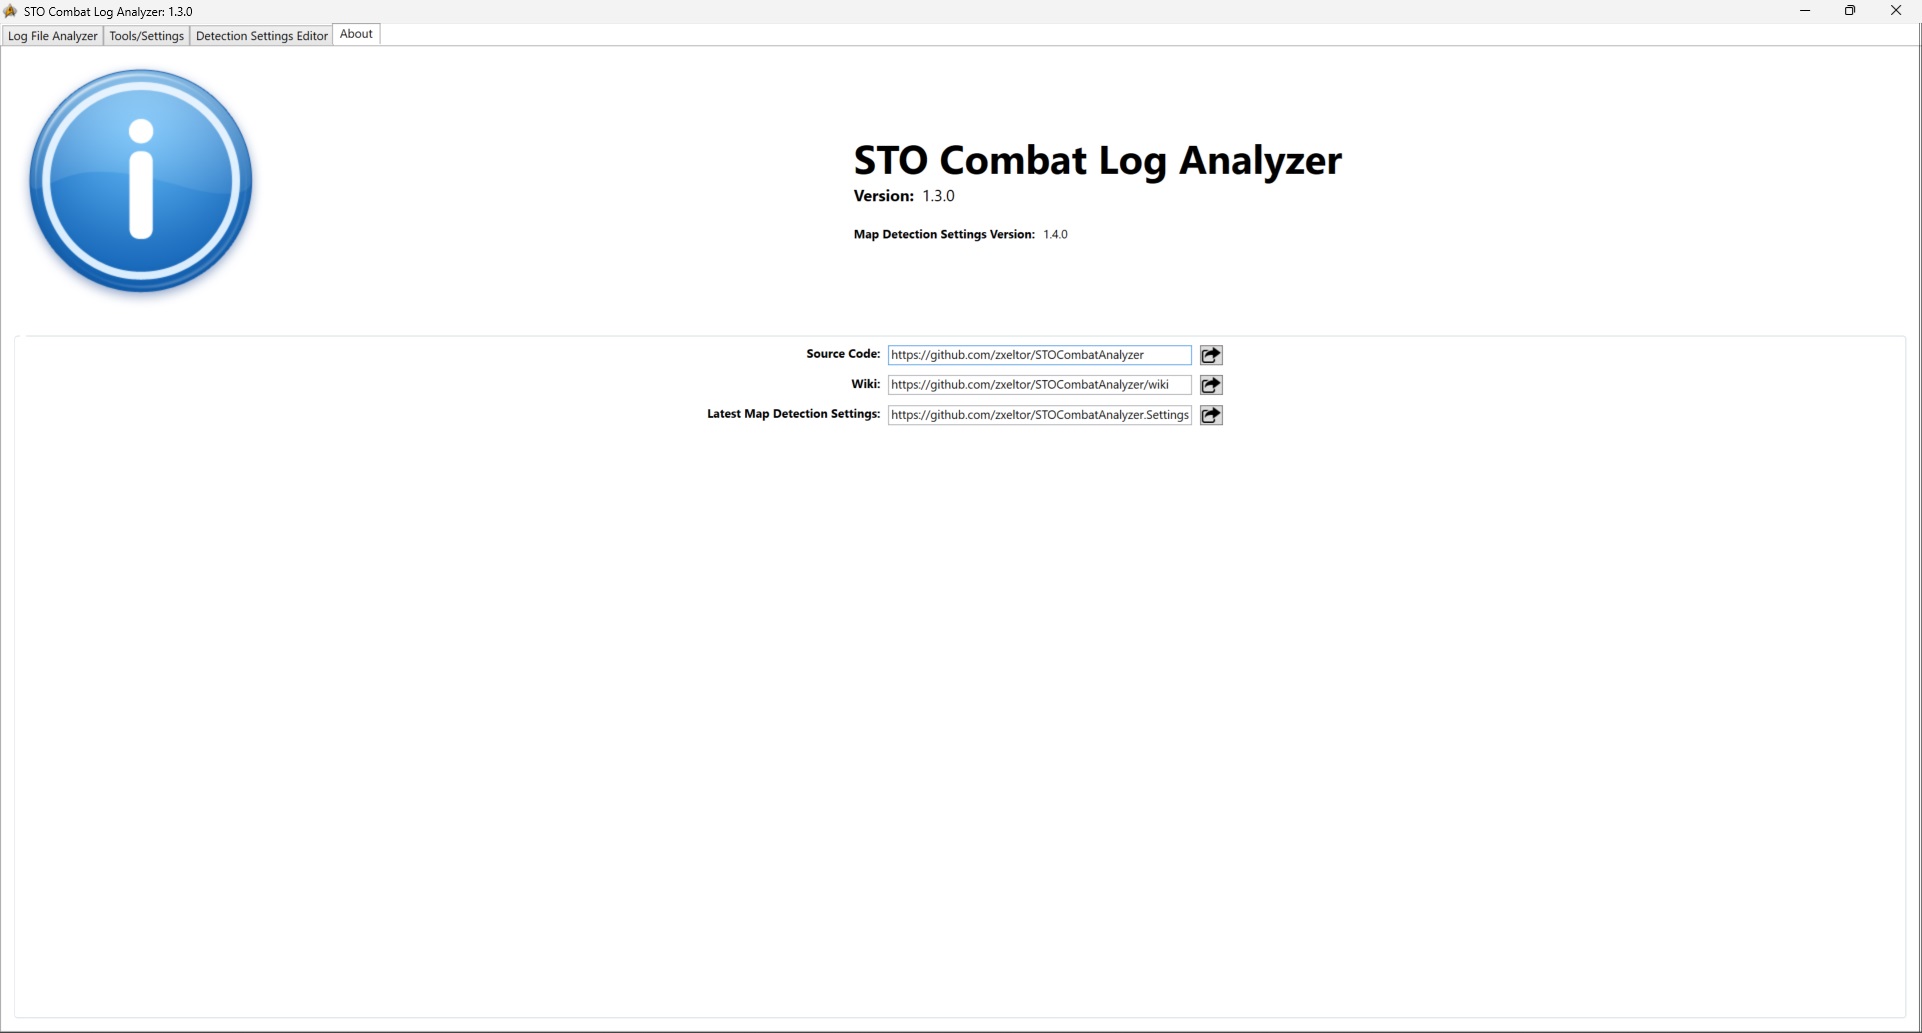 STO Combat Log Analyzer: 1.3.0
Log File Analyzer Tools/Settings Detection Settings Editor About
STO Combat Log Analyzer
Version: 1.3.0
Map Detection Settings Version: 1.4.0
Source Code: https://github.com/zxeltor/STOCombatAnalyzer
Wiki: https://github.com/zxeltor/STOCombatAnalyzer/wiki
Latest Map Detection Settings: https://github.com/zxeltor/STOCombatAnalyzer.Settings